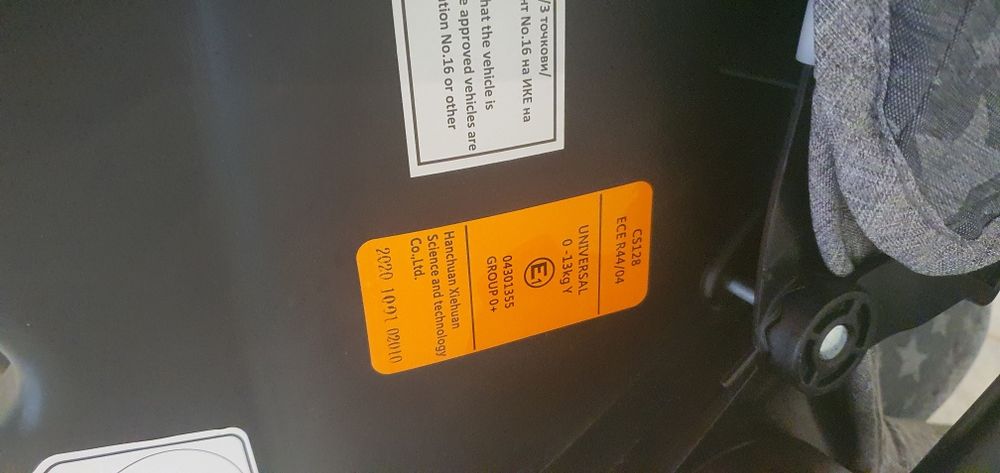 /3 точкови/
нт No.16 на ИКЕ на
hat the vehicle is
e approved vehicles are
ation No.16 or other
CS128
ECE R44/04
UNIVERSAL
0 -13kg Y
E1
04301355
GROUP 0+
Hanchuan Xiehuan
Science and technology
Co.,Ltd.
2020 1001 02010